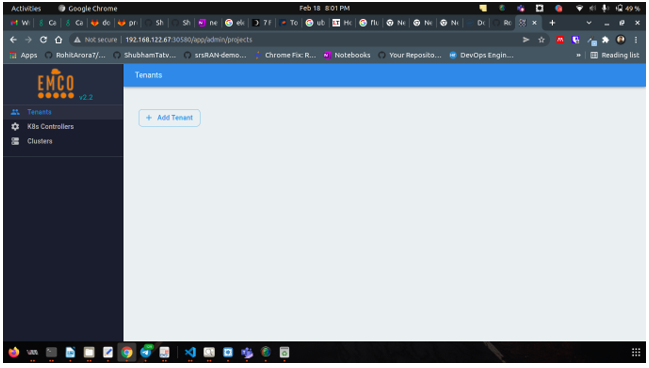 Activities Google Chrome Feb 18 8:01 PM 49 %
Not secure 192.168.122.67:30580/app/admin/projects
Apps RohitArora7/... ShubhamTatv... srsRAN-demo... Chrome Fix: R... Notebooks Your Reposito... DevOps Engin... » Reading list
EMCO
v2.2
Tenants
Tenants
K8s Controllers
Clusters
+ Add Tenant